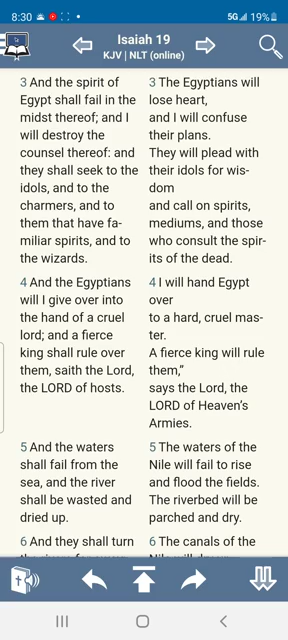 8:30
5G 19%
Isaiah 19
KJV | NLT (online)
3 And the spirit of
Egypt shall fail in the
midst thereof; and I
will destroy the
counsel thereof: and
they shall seek to the
idols, and to the
charmers, and to
them that have fa-
miliar spirits, and to
the wizards.
4 And the Egyptians
will I give over into
the hand of a cruel
lord; and a fierce
king shall rule over
them, saith the Lord,
the LORD of hosts.
5 And the waters
shall fail from the
sea, and the river
shall be wasted and
dried up.
6 And they shall turn
3 The Egyptians will
lose heart,
and I will confuse
their plans.
They will plead with
their idols for wis-
dom
and call on spirits,
mediums, and those
who consult the spir-
its of the dead.
4 I will hand Egypt
over
to a hard, cruel mas-
ter.
A fierce king will rule
them,”
says the Lord, the
LORD of Heaven’s
Armies.
5 The waters of the
Nile will fail to rise
and flood the fields.
The riverbed will be
parched and dry.
6 The canals of the